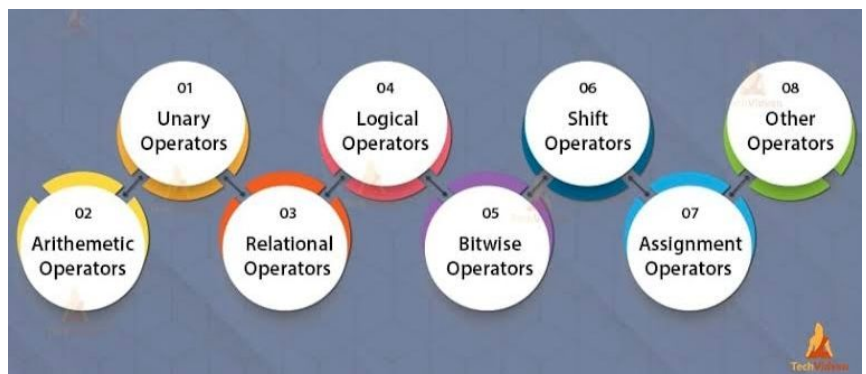 01
Unary
Operators
02
Arithemetic
Operators
03
Relational
Operators
04
Logical
Operators
05
Bitwise
Operators
06
Shift
Operators
07
Assignment
Operators
08
Other
Operators
TechVidvan